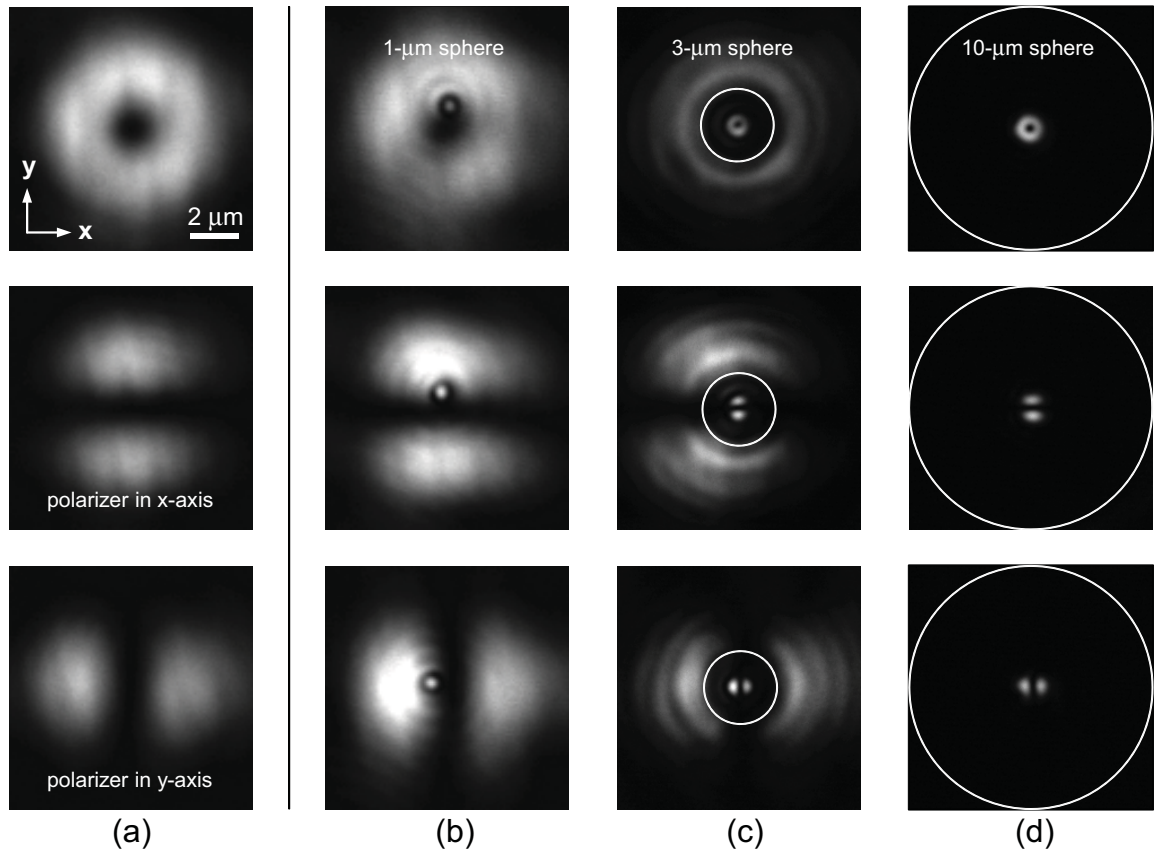 1-μm sphere
3-μm sphere
10-μm sphere
y
x
2 μm
polarizer in x-axis
polarizer in y-axis
(a)
(b)
(c)
(d)